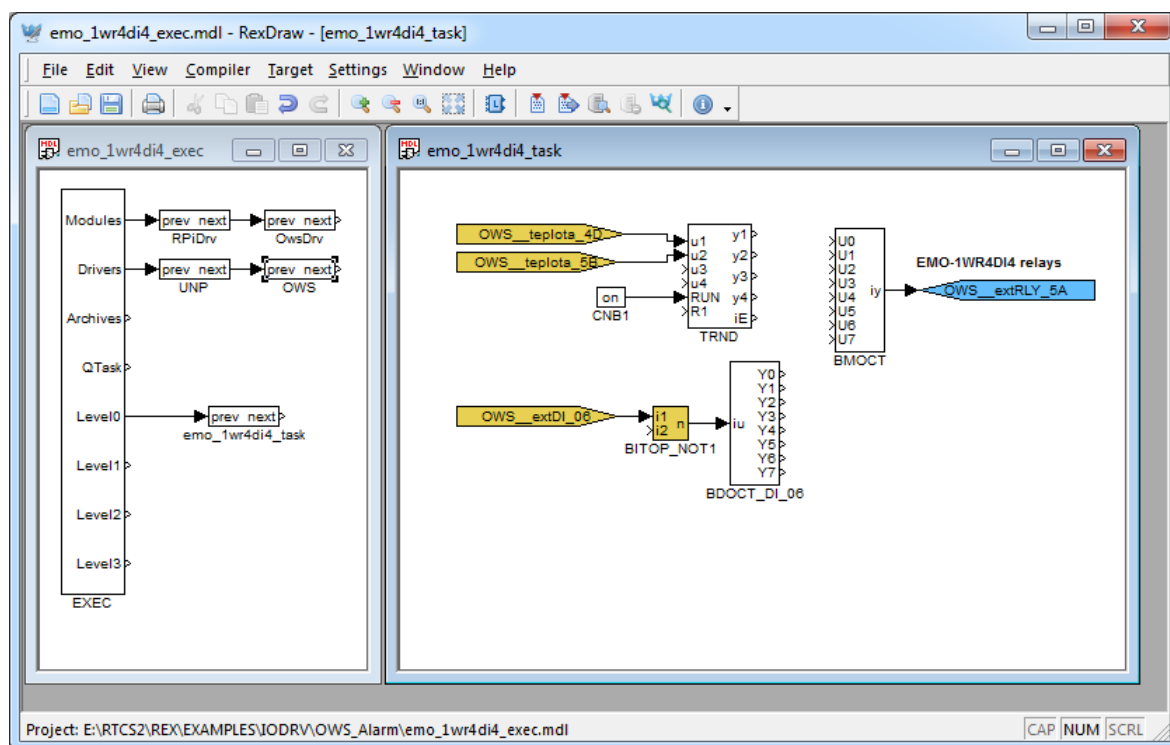 emo_1wr4di4_exec.mdl - RexDraw - [emo_1wr4di4_task]
File Edit View Compiler Target Settings Window Help
emo_1wr4di4_exec
Modules
prev next
RPiDrv
prev next
OwsDrv
Drivers
prev next
UNP
prev next
OWS
Archives
QTask
Level0
prev next
emo_1wr4di4_task
Level1
Level2
Level3
EXEC
emo_1wr4di4_task
OWS__teplota_4D
OWS__teplota_5B
on
CNB1
u1 y1
u2 y2
u3 y3
u4
RUN y4
R1 iE
TRND
U0
U1
U2
U3
U4
U5
U6
U7
iy
BMOCT
EMO-1WR4DI4 relays
OWS__extRLY_5A
OWS__extDI_06
i1
i2
n
BITOP_NOT1
iu
Y0
Y1
Y2
Y3
Y4
Y5
Y6
Y7
BDOCT_DI_06
Project: E:\RTCS2\REX\EXAMPLES\IODRV\OWS_Alarm\emo_1wr4di4_exec.mdl
CAP NUM SCRL